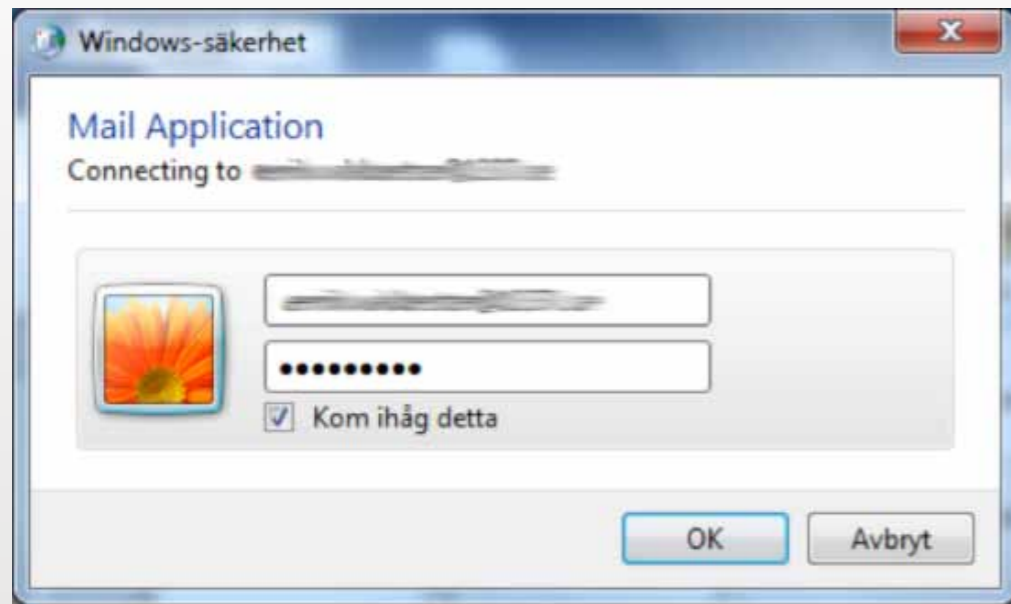 Windows-säkerhet
Mail Application
Connecting to
•••••••••
Kom ihåg detta
OK
Avbryt